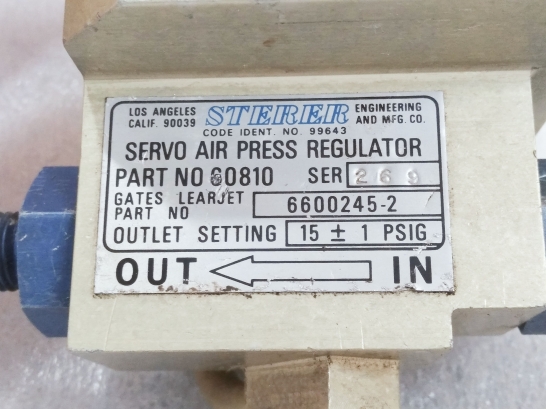 LOS ANGELES
CALIF. 90039
STERER
ENGINEERING
AND MFG. CO.
CODE IDENT. NO. 99643
SERVO AIR PRESS REGULATOR
PART NO 60810 SER 269
GATES LEARJET
PART NO
6600245-2
OUTLET SETTING 15 ± 1 PSIG
OUT IN